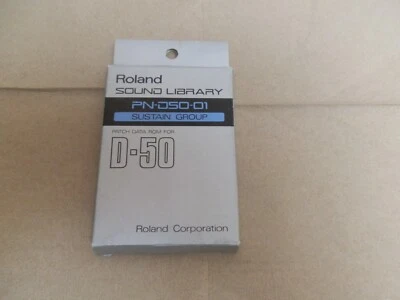 Roland
SOUND LIBRARY
PN-D50-01
SUSTAIN GROUP
PATCH DATA ROM FOR
D-50
Roland Corporation